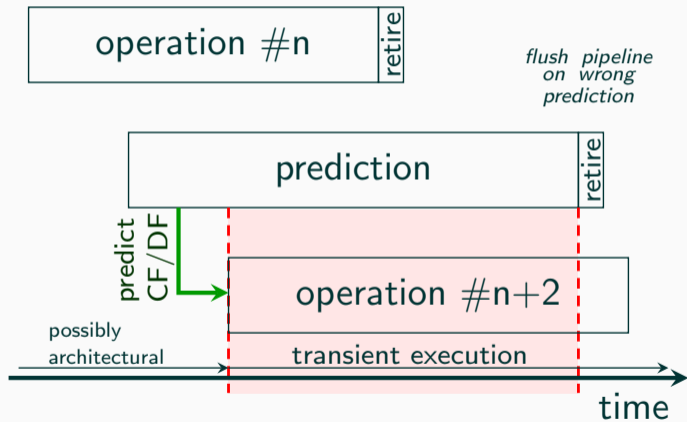 operation #n
retire
flush pipeline
on wrong
prediction
prediction
retire
predict
CF/DF
operation #n+2
possibly
architectural
transient execution
time